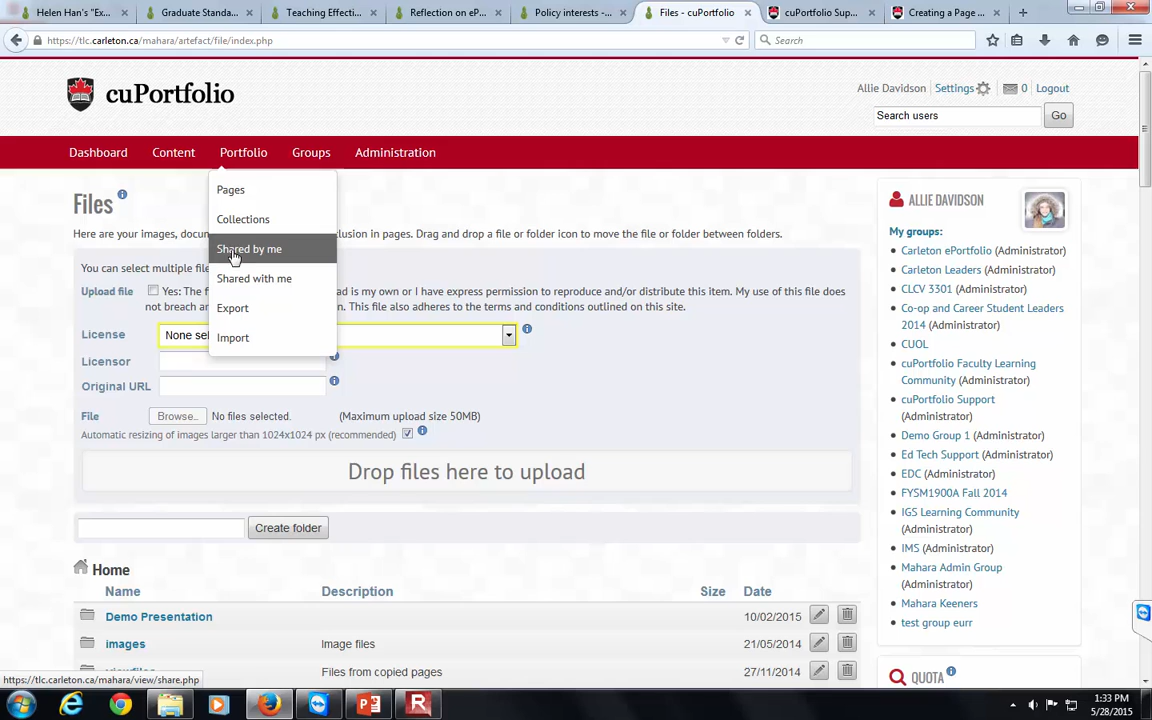 Helen Han's "Ex...
Graduate Standa...
Teaching Effecti...
Reflection on eP...
Policy interests -...
Files - cuPortfolio
cuPortfolio Sup...
Creating a Page ...
https://tlc.carleton.ca/mahara/artefact/file/index.php
Search
cuPortfolio
Allie Davidson Settings 0 Logout
Search users Go
Dashboard Content Portfolio Groups Administration
Pages
Collections
Shared by me
Shared with me
Export
Import
Files
Here are your images, docu
lusion in pages. Drag and drop a file or folder icon to move the file or folder between folders.
You can select multiple file
Upload file Yes: The f
ad is my own or I have express permission to reproduce and/or distribute this item. My use of this file does
not breach
. This file also adheres to the terms and conditions outlined on this site.
License None sel
Licensor
Original URL
File Browse... No files selected. (Maximum upload size 50MB)
Automatic resizing of images larger than 1024x1024 px (recommended)
Drop files here to upload
Create folder
Home
Name Description Size Date
Demo Presentation 10/02/2015
images Image files 21/05/2014
viewfiles Files from copied pages 27/11/2014
ALLIE DAVIDSON
My groups:
Carleton ePortfolio (Administrator)
Carleton Leaders (Administrator)
CLCV 3301 (Administrator)
Co-op and Career Student Leaders
2014 (Administrator)
CUOL
cuPortfolio Faculty Learning
Community (Administrator)
cuPortfolio Support
(Administrator)
Demo Group 1 (Administrator)
Ed Tech Support (Administrator)
EDC (Administrator)
FYSM1900A Fall 2014
IGS Learning Community
(Administrator)
IMS (Administrator)
Mahara Admin Group
(Administrator)
Mahara Keeners
test group eurr
QUOTA
https://tlc.carleton.ca/mahara/view/share.php
1:33 PM
5/28/2015